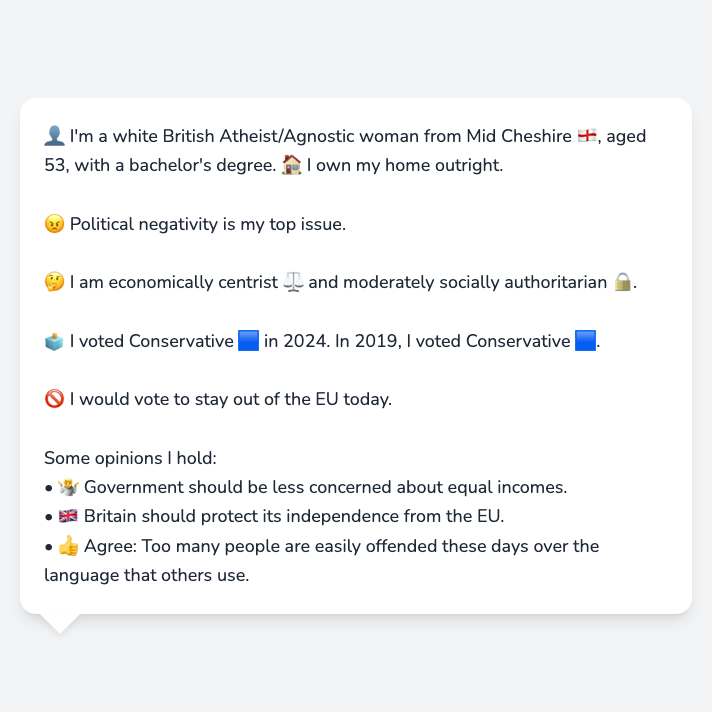 👤 I'm a white British Atheist/Agnostic woman from Mid Cheshire 🏴󠁧󠁢󠁥󠁮󠁧󠁿, aged
53, with a bachelor's degree. 🏠 I own my home outright.
😠 Political negativity is my top issue.
🤔 I am economically centrist ⚖️ and moderately socially authoritarian 🔒.
🗳️ I voted Conservative 🟦 in 2024. In 2019, I voted Conservative 🟦.
🚫 I would vote to stay out of the EU today.
Some opinions I hold:
• 🤷 Government should be less concerned about equal incomes.
• 🇬🇧 Britain should protect its independence from the EU.
• 👍 Agree: Too many people are easily offended these days over the
language that others use.